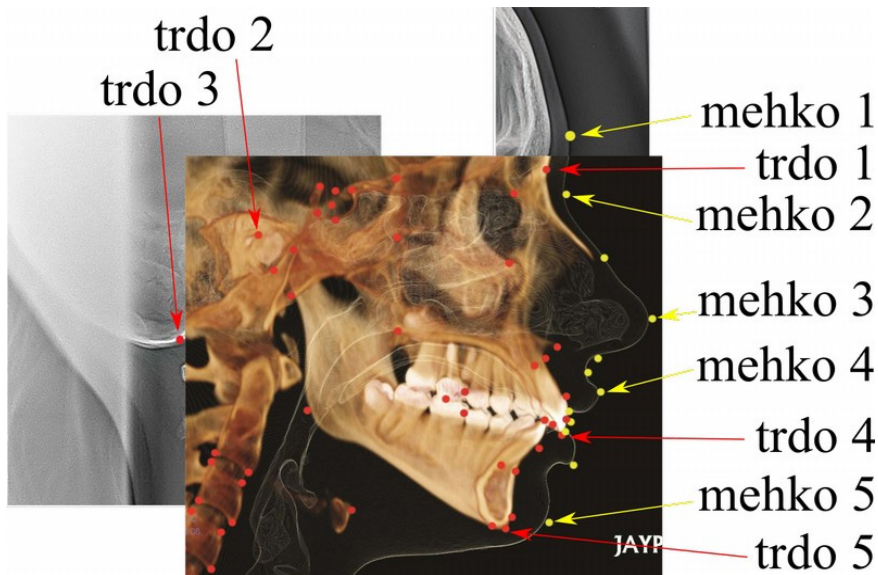 trdo 2
trdo 3
mehko 1
trdo 1
mehko 2
mehko 3
mehko 4
trdo 4
mehko 5
JAYP
trdo 5